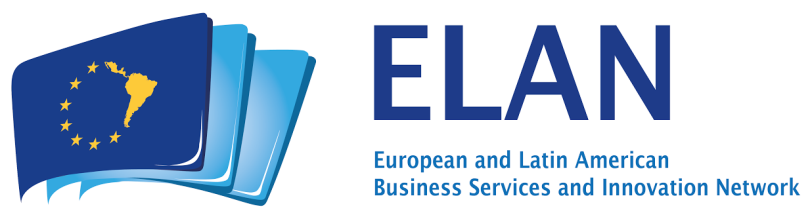 ELAN
European and Latin American
Business Services and Innovation Network